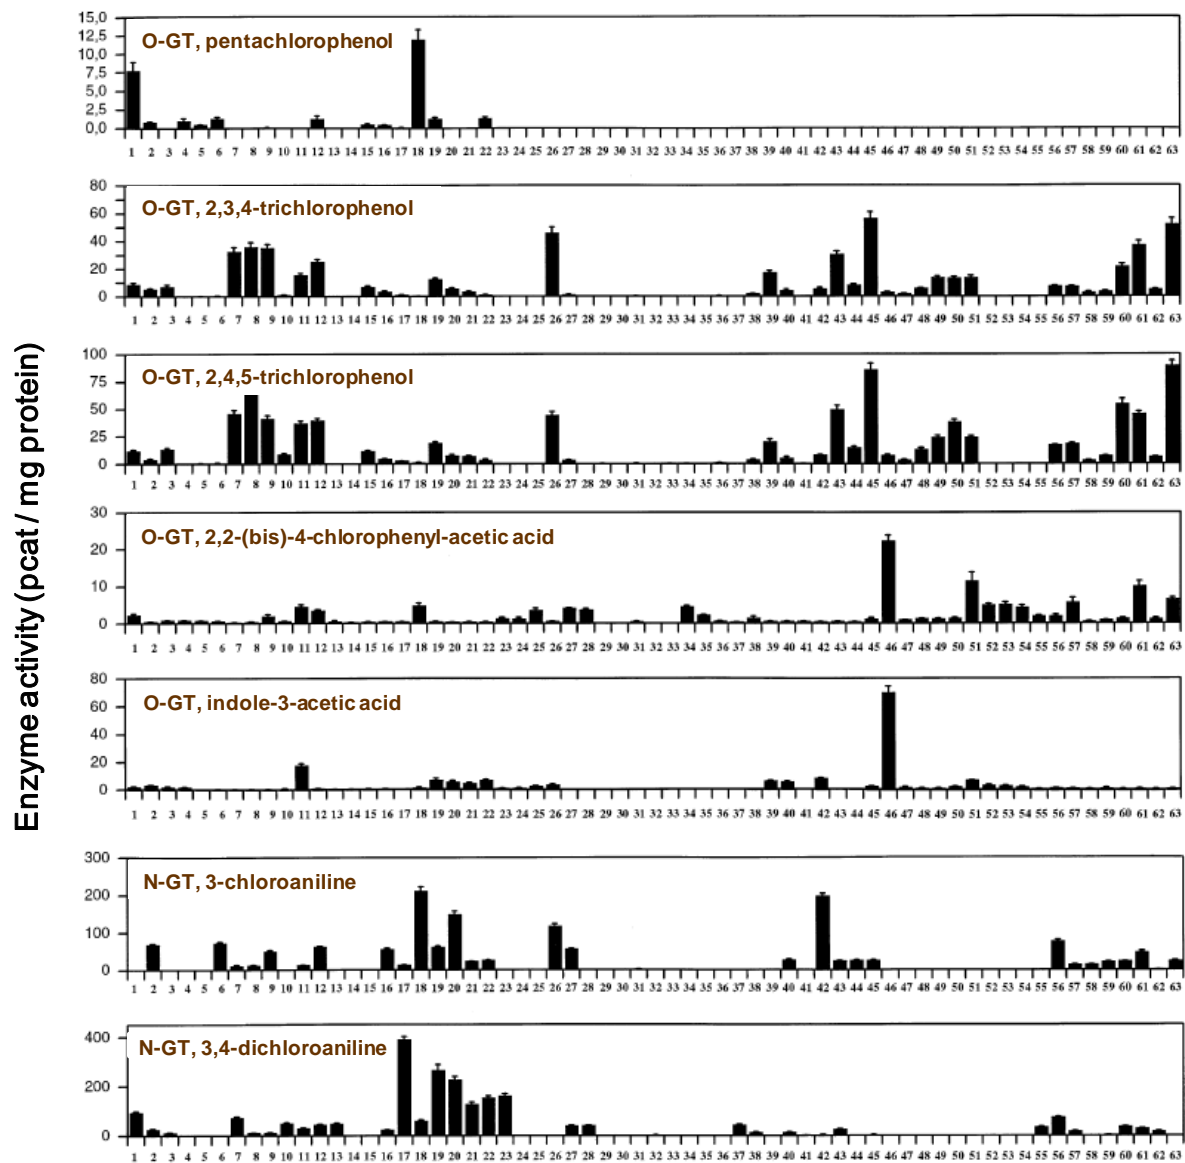 Enzyme activity (pcat / mg protein)
15,0
12,5
10,0
7,5
5,0
2,5
0,0
O-GT, pentachlorophenol
1 2 3 4 5 6 7 8 9 10 11 12 13 14 15 16 17 18 19 20 21 22 23 25 26 27 28 29 30 31 32 33 34 35 36 37 38 39 40 41 42 43 44 45 46 47 48 49 50 51 52 53 54 55 56 57 58 59 60 61 62 63
80
60
40
20
0
O-GT, 2,3,4-trichlorophenol
1 2 3 4 5 6 7 8 9 10 11 12 13 14 15 16 17 18 19 20 21 22 23 24 25 26 27 28 29 30 31 32 33 34 35 36 37 38 39 40 41 42 43 44 45 46 47 48 49 50 51 52 53 54 55 56 57 58 59 60 61 62 63
100
75
50
25
0
O-GT, 2,4,5-trichlorophenol
1 2 3 4 5 6 7 8 9 10 11 12 13 14 15 16 17 18 19 20 21 22 23 24 25 26 27 28 29 30 31 32 33 34 35 36 37 38 39 40 41 42 43 44 45 46 47 48 49 50 51 52 53 54 55 56 57 58 59 60 61 62 63
30
20
10
0
O-GT, 2,2-(bis)-4-chlorophenyl-acetic acid
1 2 3 4 5 6 7 8 9 10 11 12 13 14 15 16 17 18 19 20 21 22 23 24 25 26 27 28 29 30 31 32 33 34 35 36 37 38 39 40 41 42 43 44 45 46 47 48 49 50 51 52 53 54 55 56 57 58 59 60 61 62 63
80
60
40
20
0
O-GT, indole-3-acetic acid
1 2 3 4 5 6 7 8 9 10 11 12 13 14 15 16 17 18 19 20 21 22 23 24 25 26 27 28 29 30 31 32 33 34 35 36 37 38 39 40 41 42 43 44 45 46 47 48 49 50 51 52 53 54 55 56 57 58 59 60 61 62 63
300
200
100
0
N-GT, 3-chloroaniline
1 2 3 4 5 6 7 8 9 10 11 12 13 14 15 16 17 18 19 20 21 22 23 24 25 26 27 28 29 30 31 32 33 34 35 36 37 38 39 40 41 42 43 44 45 46 47 48 49 50 51 52 53 54 55 56 57 58 59 60 61 62 63
400
200
0
N-GT, 3,4-dichloroaniline
1 2 3 4 5 6 7 8 9 10 11 12 13 14 15 16 17 18 19 20 21 22 23 24 25 26 27 28 29 30 31 32 33 34 35 36 37 38 39 40 41 42 43 44 45 46 47 48 49 50 51 52 53 54 55 56 57 58 59 60 61 62 63